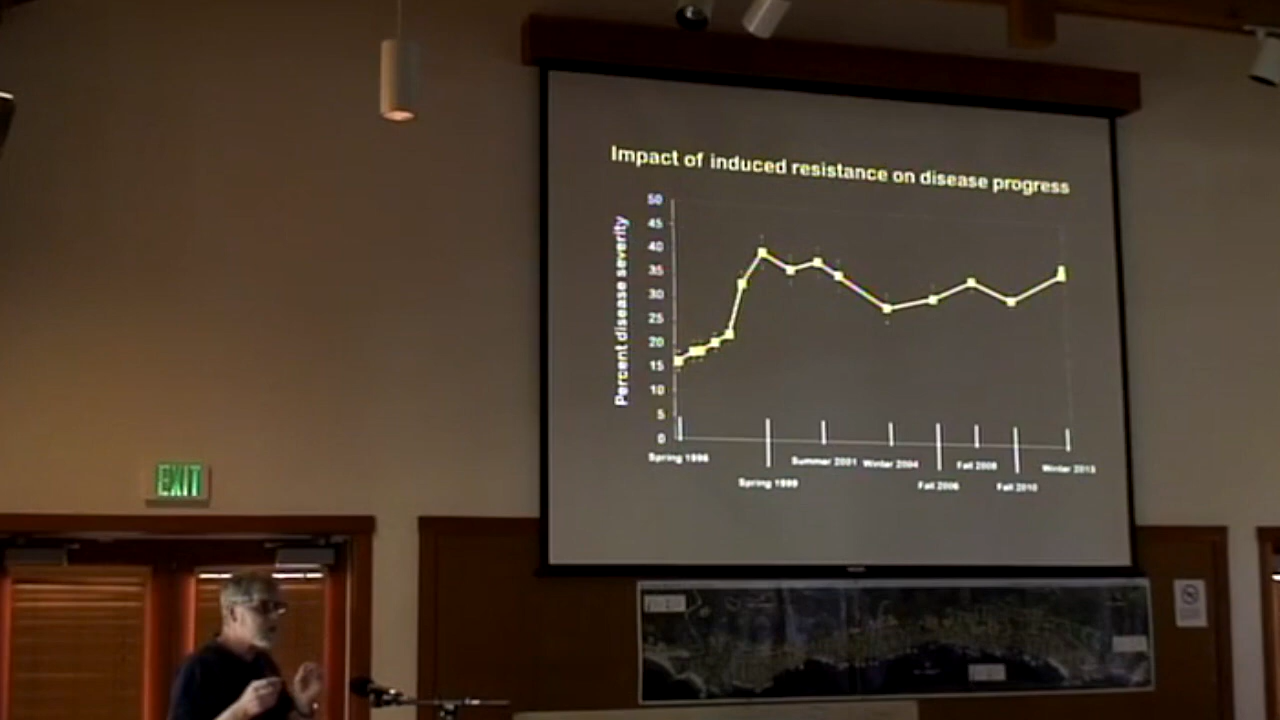 Impact of induced resistance on disease progress
Percent disease severity
50
45
40
35
30
25
20
15
10
5
0
Spring 1996
Summer 2001
Winter 2004
Fall 2008
Winter 2013
Spring 1999
Fall 2006
Fall 2010
EXIT